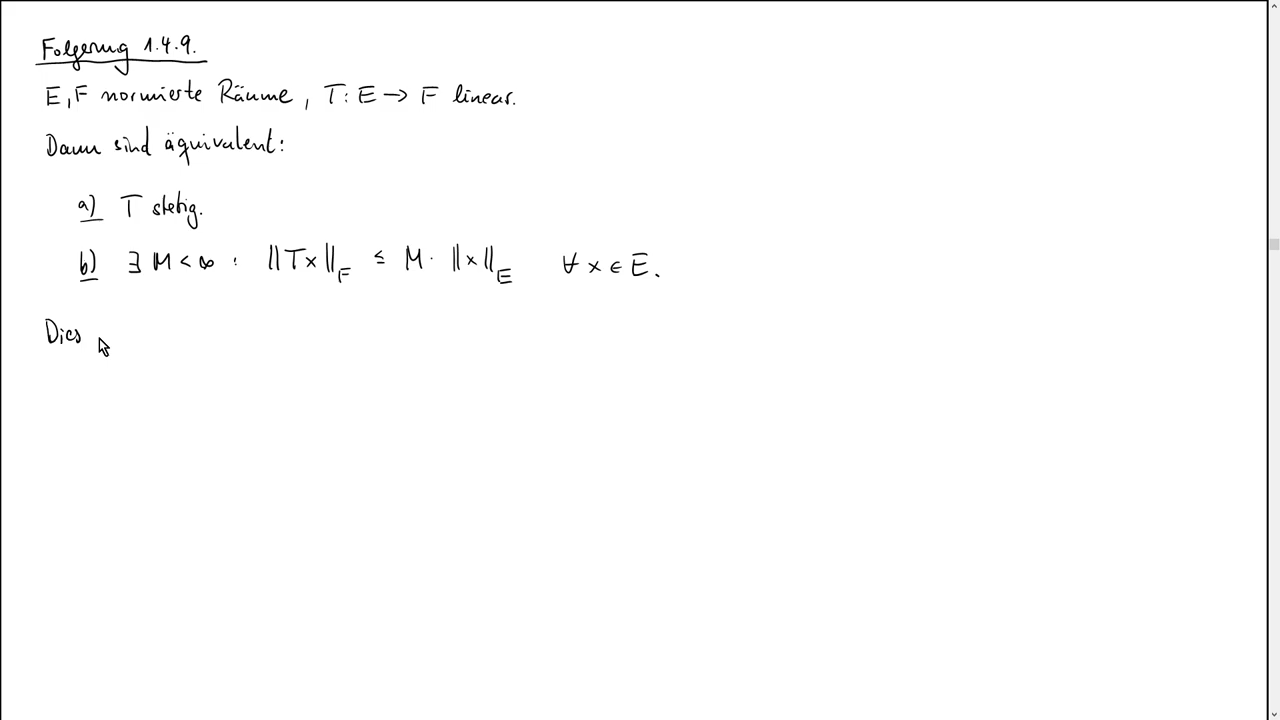 Folgerung 1.4.9.
E, F normierte Räume, T: E → F linear.
Dann sind äquivalent:
a) T stetig.
b) ∃ M < ∞ : ||Tx||_F ≤ M · ||x||_E ∀ x ∈ E.
Dies